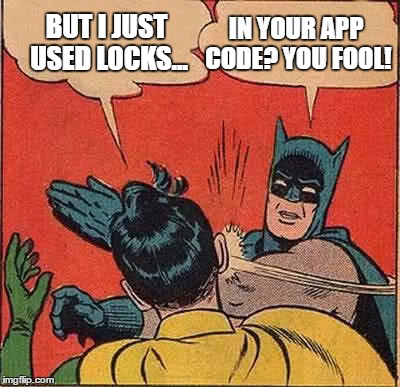 BUT I JUST
USED LOCKS...
IN YOUR APP
CODE? YOU FOOL!
imgflip.com